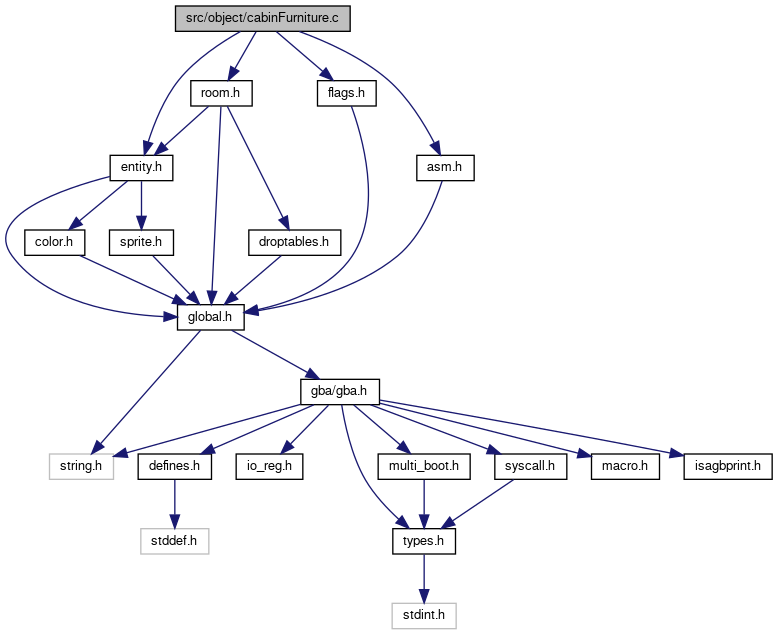 src/object/cabinFurniture.c
room.h
flags.h
entity.h
asm.h
color.h
sprite.h
droptables.h
global.h
gba/gba.h
string.h
defines.h
io_reg.h
multi_boot.h
syscall.h
macro.h
isagbprint.h
stddef.h
types.h
stdint.h